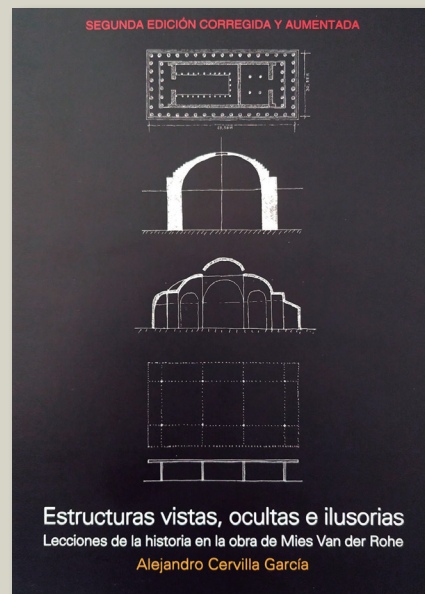 SEGUNDA EDICIÓN CORREGIDA Y AUMENTADA
Estructuras vistas, ocultas e ilusorias
Lecciones de la historia en la obra de Mies Van der Rohe
Alejandro Cervilla García